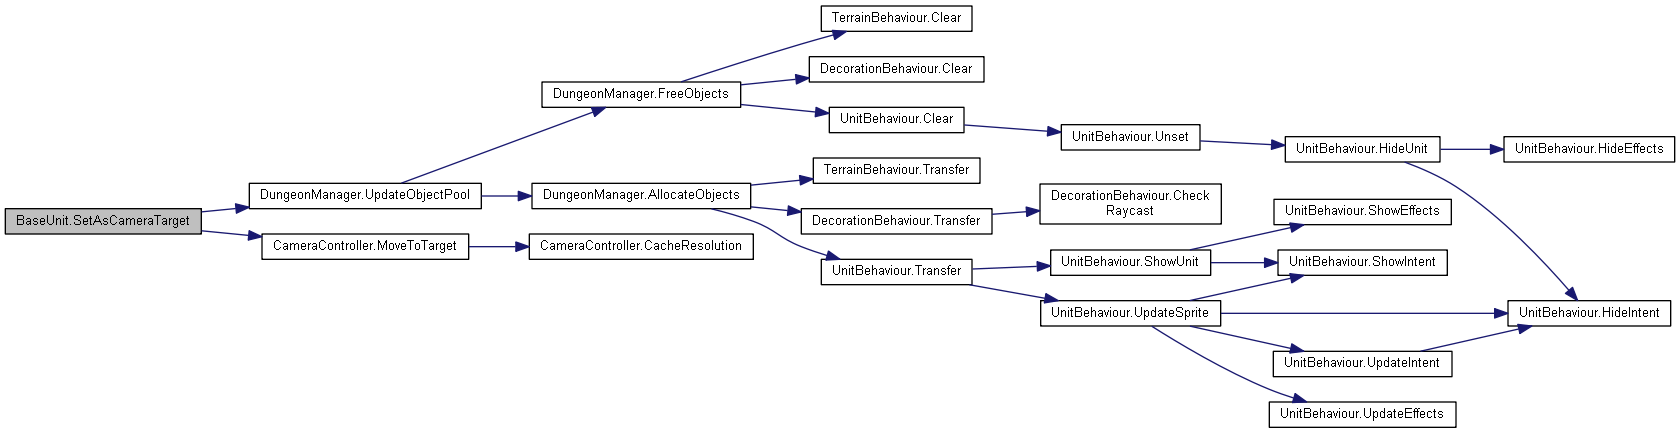 TerrainBehaviour.Clear
DecorationBehaviour.Clear
DungeonManager.FreeObjects
UnitBehaviour.Clear
UnitBehaviour.Unset
UnitBehaviour.HideUnit
UnitBehaviour.HideEffects
TerrainBehaviour.Transfer
DungeonManager.UpdateObjectPool
DungeonManager.AllocateObjects
DecorationBehaviour.Check
Raycast
UnitBehaviour.ShowEffects
BaseUnit.SetAsCameraTarget
DecorationBehaviour.Transfer
CameraController.MoveToTarget
CameraController.CacheResolution
UnitBehaviour.Transfer
UnitBehaviour.ShowUnit
UnitBehaviour.ShowIntent
UnitBehaviour.UpdateSprite
UnitBehaviour.HideIntent
UnitBehaviour.UpdateIntent
UnitBehaviour.UpdateEffects